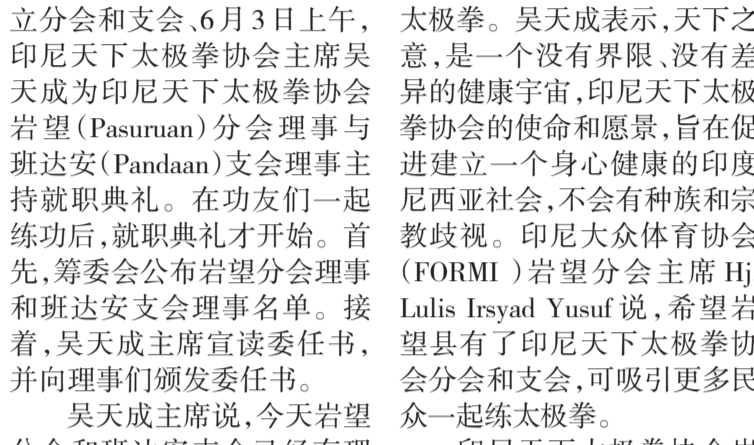 立分会和支会、6月3日上午,
印尼天下太极拳协会主席吴
天成为印尼天下太极拳协会
岩望(Pasuruan)分会理事与
班达安(Pandaan)支会理事主
持就职典礼。在功友们一起
练功后,就职典礼才开始。首
先,筹委会公布岩望分会理事
和班达安支会理事名单。接
着,吴天成主席宣读委任书,
并向理事们颁发委任书。
吴天成主席说,今天岩望
太极拳。吴天成表示,天下之
意,是一个没有界限、没有差
异的健康宇宙,印尼天下太极
拳协会的使命和愿景,旨在促
进建立一个身心健康的印度
尼西亚社会,不会有种族和宗
教歧视。印尼大众体育协会
(FORMI )岩望分会主席 Hj
Lulis Irsyad Yusuf 说,希望岩
望县有了印尼天下太极拳协
会分会和支会,可吸引更多民
众一起练太极拳。